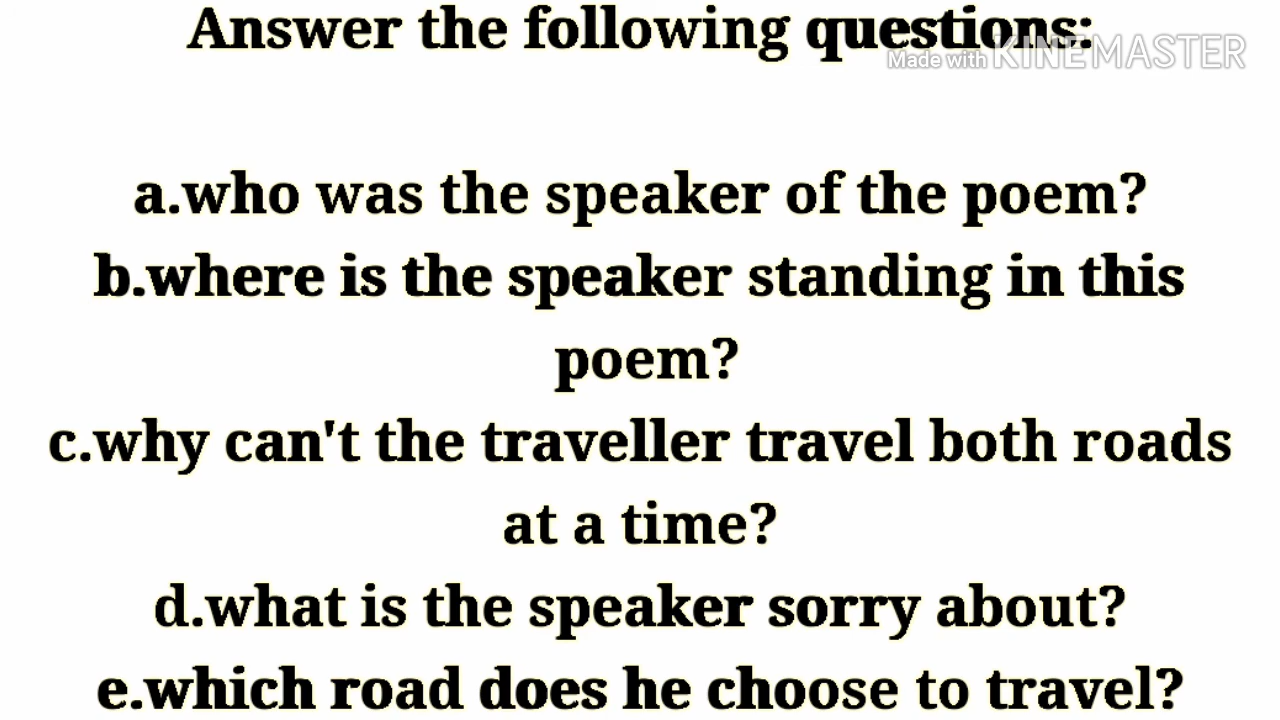 Answer the following questions:
Made with KINEMASTER
a.who was the speaker of the poem?
b.where is the speaker standing in this
poem?
c.why can't the traveller travel both roads
at a time?
d.what is the speaker sorry about?
e.which road does he choose to travel?